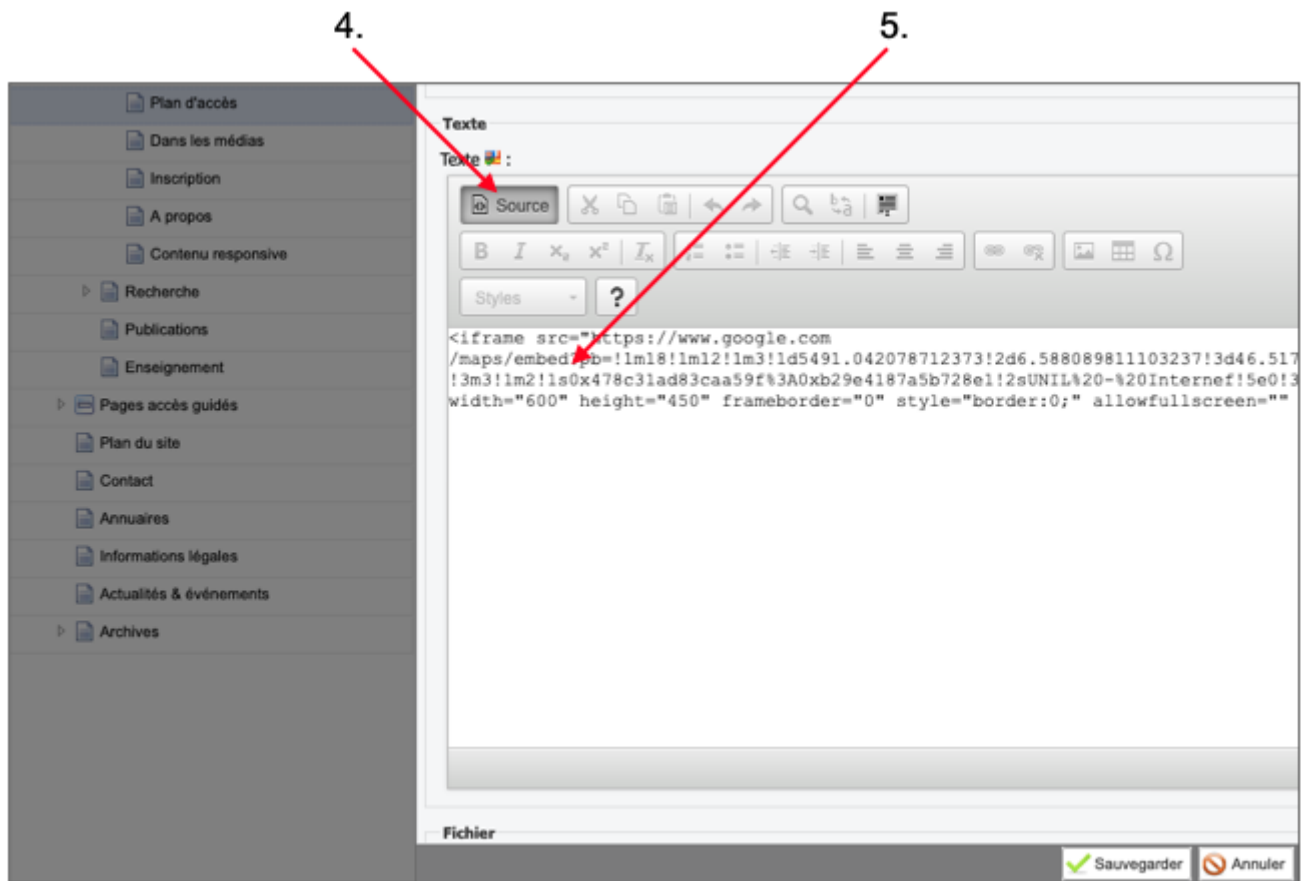 4.
5.
Plan d'accès
Dans les médias
Inscription
A propos
Contenu responsive
Recherche
Publications
Enseignement
Pages accès guidés
Plan du site
Contact
Annuaires
Informations légales
Actualités & événements
Archives
Texte
Texte :
Source
B I x₂ x² Iₓ Ω
Styles ?
<iframe src="https://www.google.com
/maps/embed?pb=!1m18!1m12!1m3!1d5491.042078712373!2d6.588089811103237!3d46.517
!3m3!1m2!1s0x478c31ad83caa59f%3A0xb29e4187a5b728e1!2sUNIL%20-%20Internef!5e0!3
width="600" height="450" frameborder="0" style="border:0;" allowfullscreen=""
Fichier
Sauvegarder Annuler